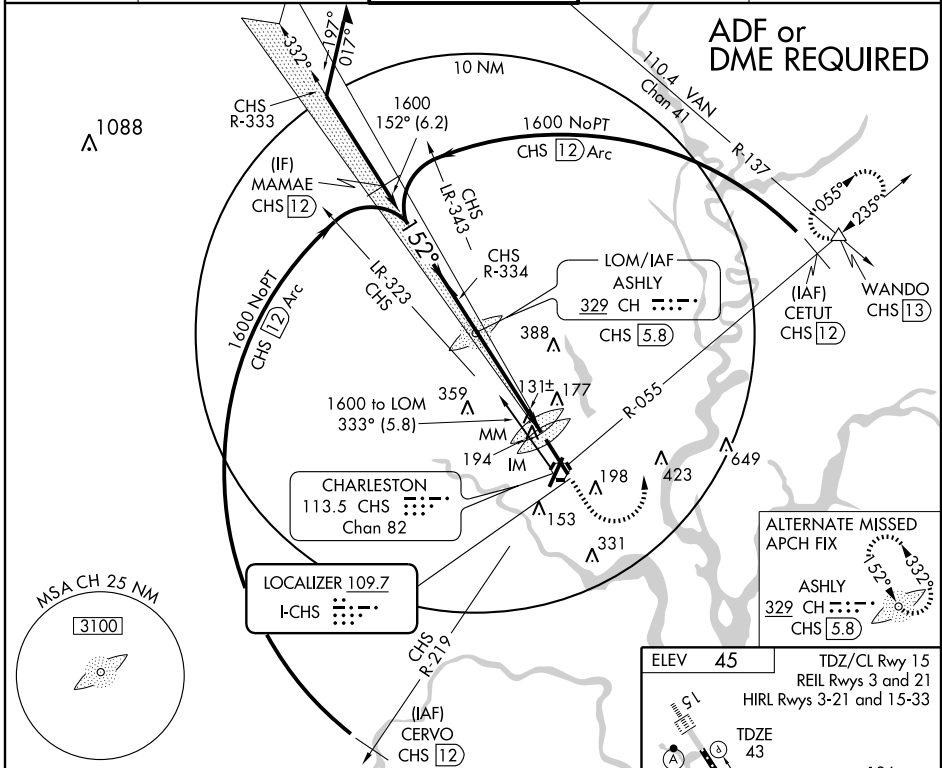 ADF or
DME REQUIRED
10 NM
197°
017°
332°
110.4 VAN
Chan 41
R-137
CHS
R-333
1600
152° (6.2)
1600 NoPT
CHS 12 Arc
1088
(IF)
MAMAE
CHS 12
CHS
LR-343
055°
235°
152°
CHS
R-334
LR-323
CHS
LOM/IAF
ASHLY
329 CH
CHS 5.8
(IAF)
CETUT
CHS 12
WANDO
CHS 13
1600 NoPT
CHS 12 Arc
388
359
131±
177
R-055
1600 to LOM
333° (5.8)
MM
194
IM
649
423
198
CHARLESTON
113.5 CHS
Chan 82
153
331
ALTERNATE MISSED
APCH FIX
152°
332°
ASHLY
329 CH
CHS 5.8
LOCALIZER 109.7
I-CHS
MSA CH 25 NM
3100
CHS
R-219
(IAF)
CERVO
CHS 12
ELEV 45
TDZ/CL Rwy 15
REIL Rwys 3 and 21
HIRL Rwys 3-21 and 15-33
15
TDZE
43
A
P